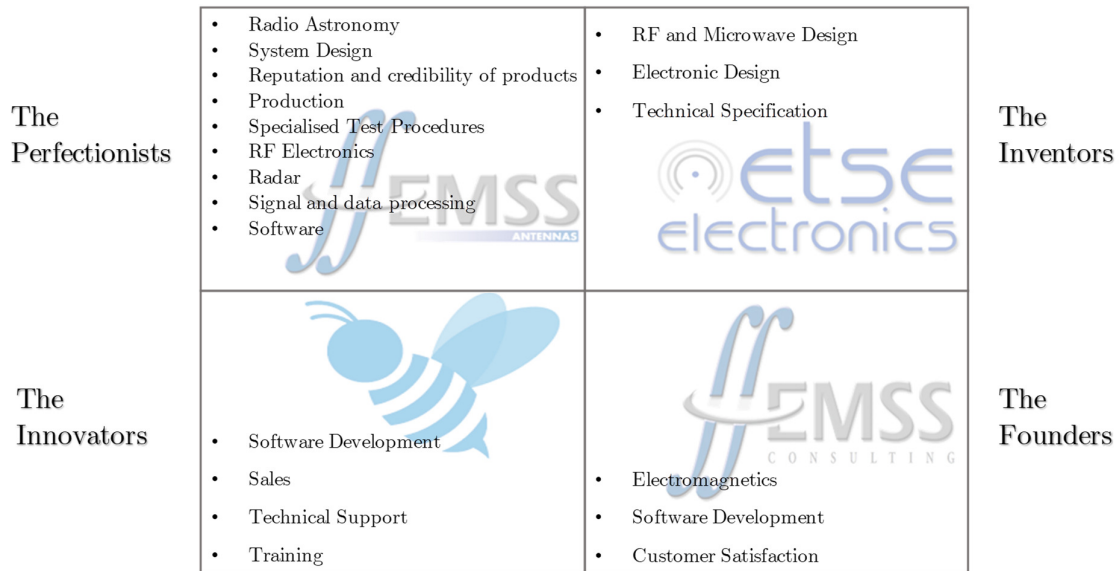 The
Perfectionists
• Radio Astronomy
• System Design
• Reputation and credibility of products
• Production
• Specialised Test Procedures
• RF Electronics
• Radar
• Signal and data processing
• Software
EMSS
ANTENNAS
• RF and Microwave Design
• Electronic Design
• Technical Specification
etse
electronics
The
Inventors
The
Innovators
• Software Development
• Sales
• Technical Support
• Training
EMSS
CONSULTING
• Electromagnetics
• Software Development
• Customer Satisfaction
The
Founders